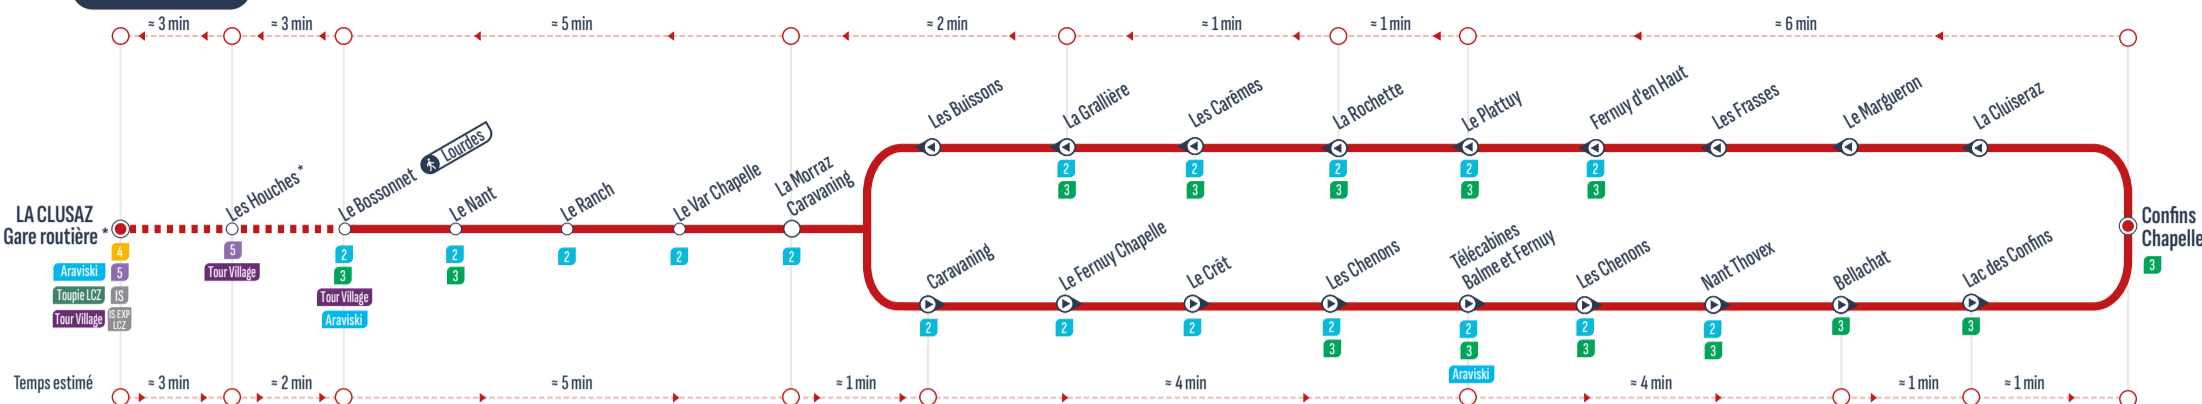 ≈ 3 min
≈ 3 min
≈ 5 min
≈ 2 min
≈ 1 min
≈ 1 min
≈ 6 min
Les Buissons
La Grallière
2
3
Les Carêmes
2
3
La Rochette
2
3
Le Plattuy
2
3
Fernuy d'en Haut
2
3
Les Frasses
Le Margueron
La Cluiseraz
LA CLUSAZ
Gare routière *
4
Araviski
5
Toupie LCZ
IS
Tour Village
IS EXP
LCZ
Les Houches *
5
Tour Village
Le Bossonnet
Lourdes
2
3
Tour Village
Araviski
Le Nant
2
3
Le Ranch
2
Le Var Chapelle
2
La Morraz
Caravaning
2
Confins
Chapelle
3
Caravaning
2
Le Fernuy Chapelle
2
Le Crêt
2
Les Chenons
2
3
Télécabines
Balme et Fernuy
2
3
Araviski
Les Chenons
2
3
Nant Thovex
2
3
Bellachat
3
Lac des Confins
3
Temps estimé
≈ 3 min
≈ 2 min
≈ 5 min
≈ 1 min
≈ 4 min
≈ 4 min
≈ 1 min
≈ 1 min